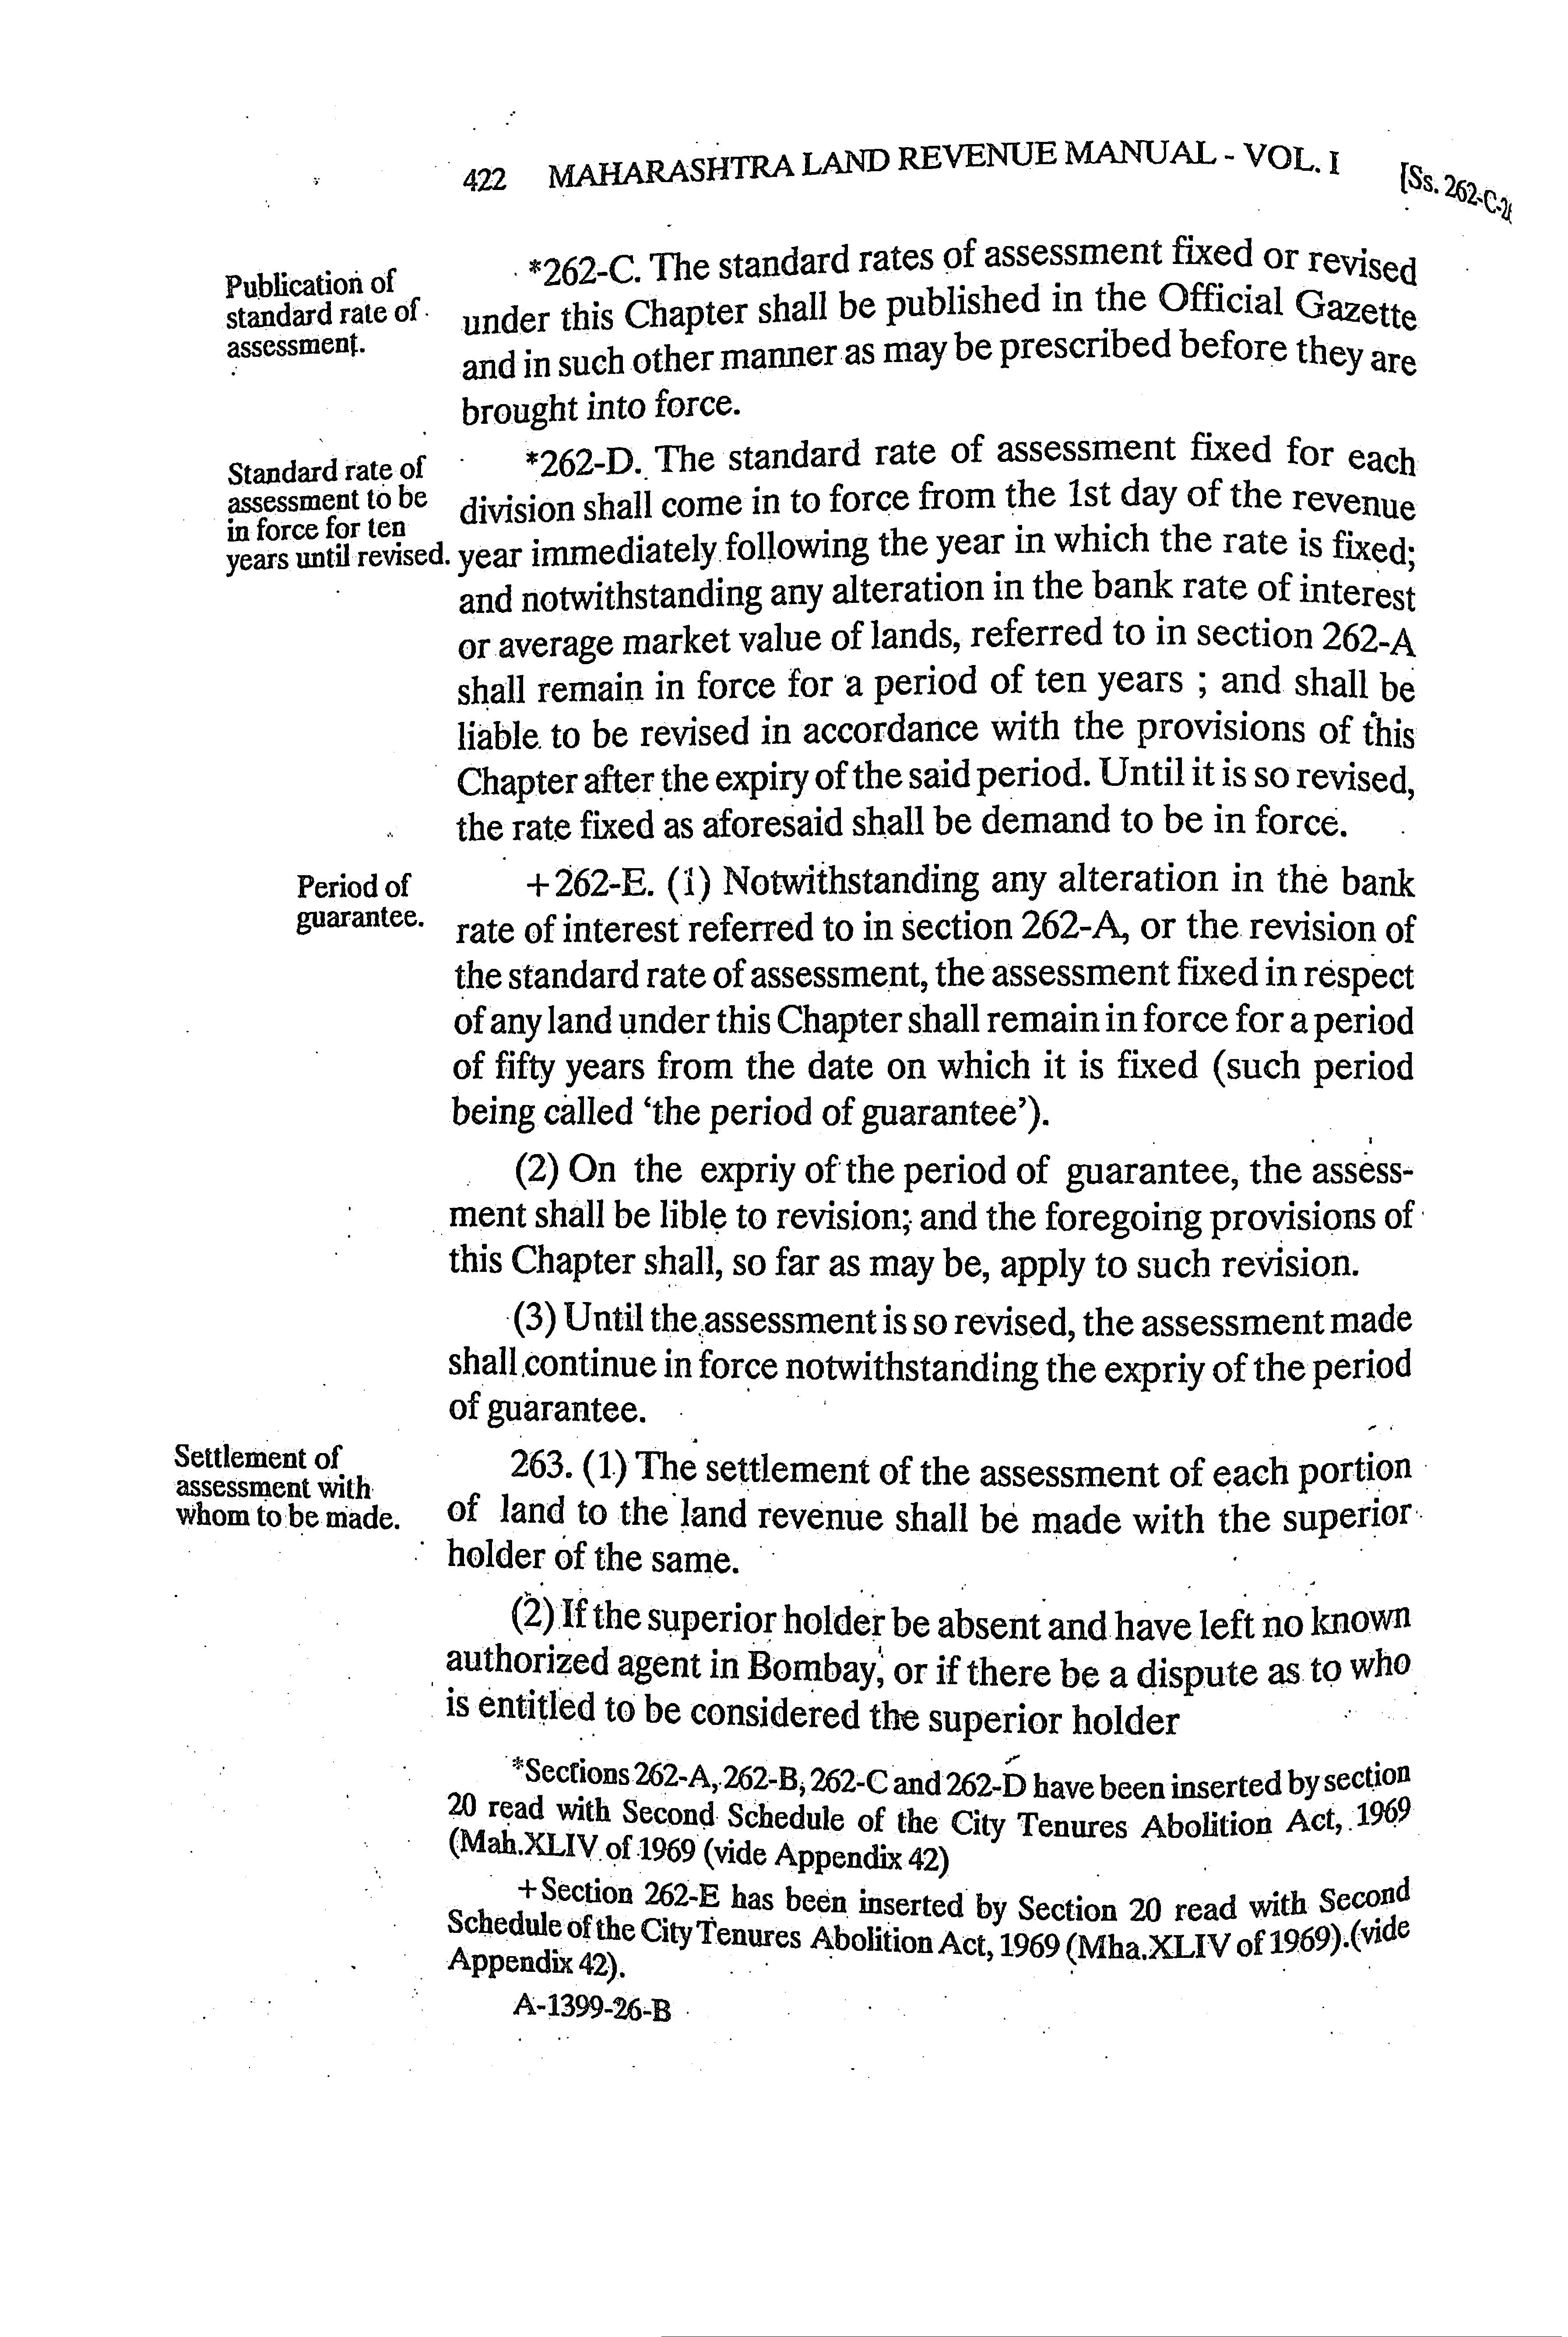 422 MAHARASHTRA LAND REVENUE MANUAL - VOL. I [Ss. 262-C-
Publication of
standard rate of
assessment.
*262-C. The standard rates of assessment fixed or revised
under this Chapter shall be published in the Official Gazette
and in such other manner as may be prescribed before they are
brought into force.
Standard rate of
assessment to be
in force for ten
years until revised.
*262-D. The standard rate of assessment fixed for each
division shall come in to force from the 1st day of the revenue
year immediately following the year in which the rate is fixed;
and notwithstanding any alteration in the bank rate of interest
or average market value of lands, referred to in section 262-A
shall remain in force for a period of ten years ; and shall be
liable to be revised in accordance with the provisions of this
Chapter after the expiry of the said period. Until it is so revised,
the rate fixed as aforesaid shall be demand to be in force.
Period of
guarantee.
+262-E. (1) Notwithstanding any alteration in the bank
rate of interest referred to in section 262-A, or the revision of
the standard rate of assessment, the assessment fixed in respect
of any land under this Chapter shall remain in force for a period
of fifty years from the date on which it is fixed (such period
being called ‘the period of guarantee’).
(2) On the expriy of the period of guarantee, the assess-
ment shall be lible to revision; and the foregoing provisions of
this Chapter shall, so far as may be, apply to such revision.
(3) Until the assessment is so revised, the assessment made
shall continue in force notwithstanding the expriy of the period
of guarantee.
Settlement of
assessment with
whom to be made.
263. (1) The settlement of the assessment of each portion
of land to the land revenue shall be made with the superior
holder of the same.
(2) If the superior holder be absent and have left no known
authorized agent in Bombay, or if there be a dispute as to who
is entitled to be considered the superior holder
*Sections 262-A, 262-B, 262-C and 262-D have been inserted by section
20 read with Second Schedule of the City Tenures Abolition Act, 1969
(Mah.XLIV of 1969 (vide Appendix 42)
+Section 262-E has been inserted by Section 20 read with Second
Schedule of the City Tenures Abolition Act, 1969 (Mha.XLIV of 1969).(vide
Appendix 42).
A-1399-26-B